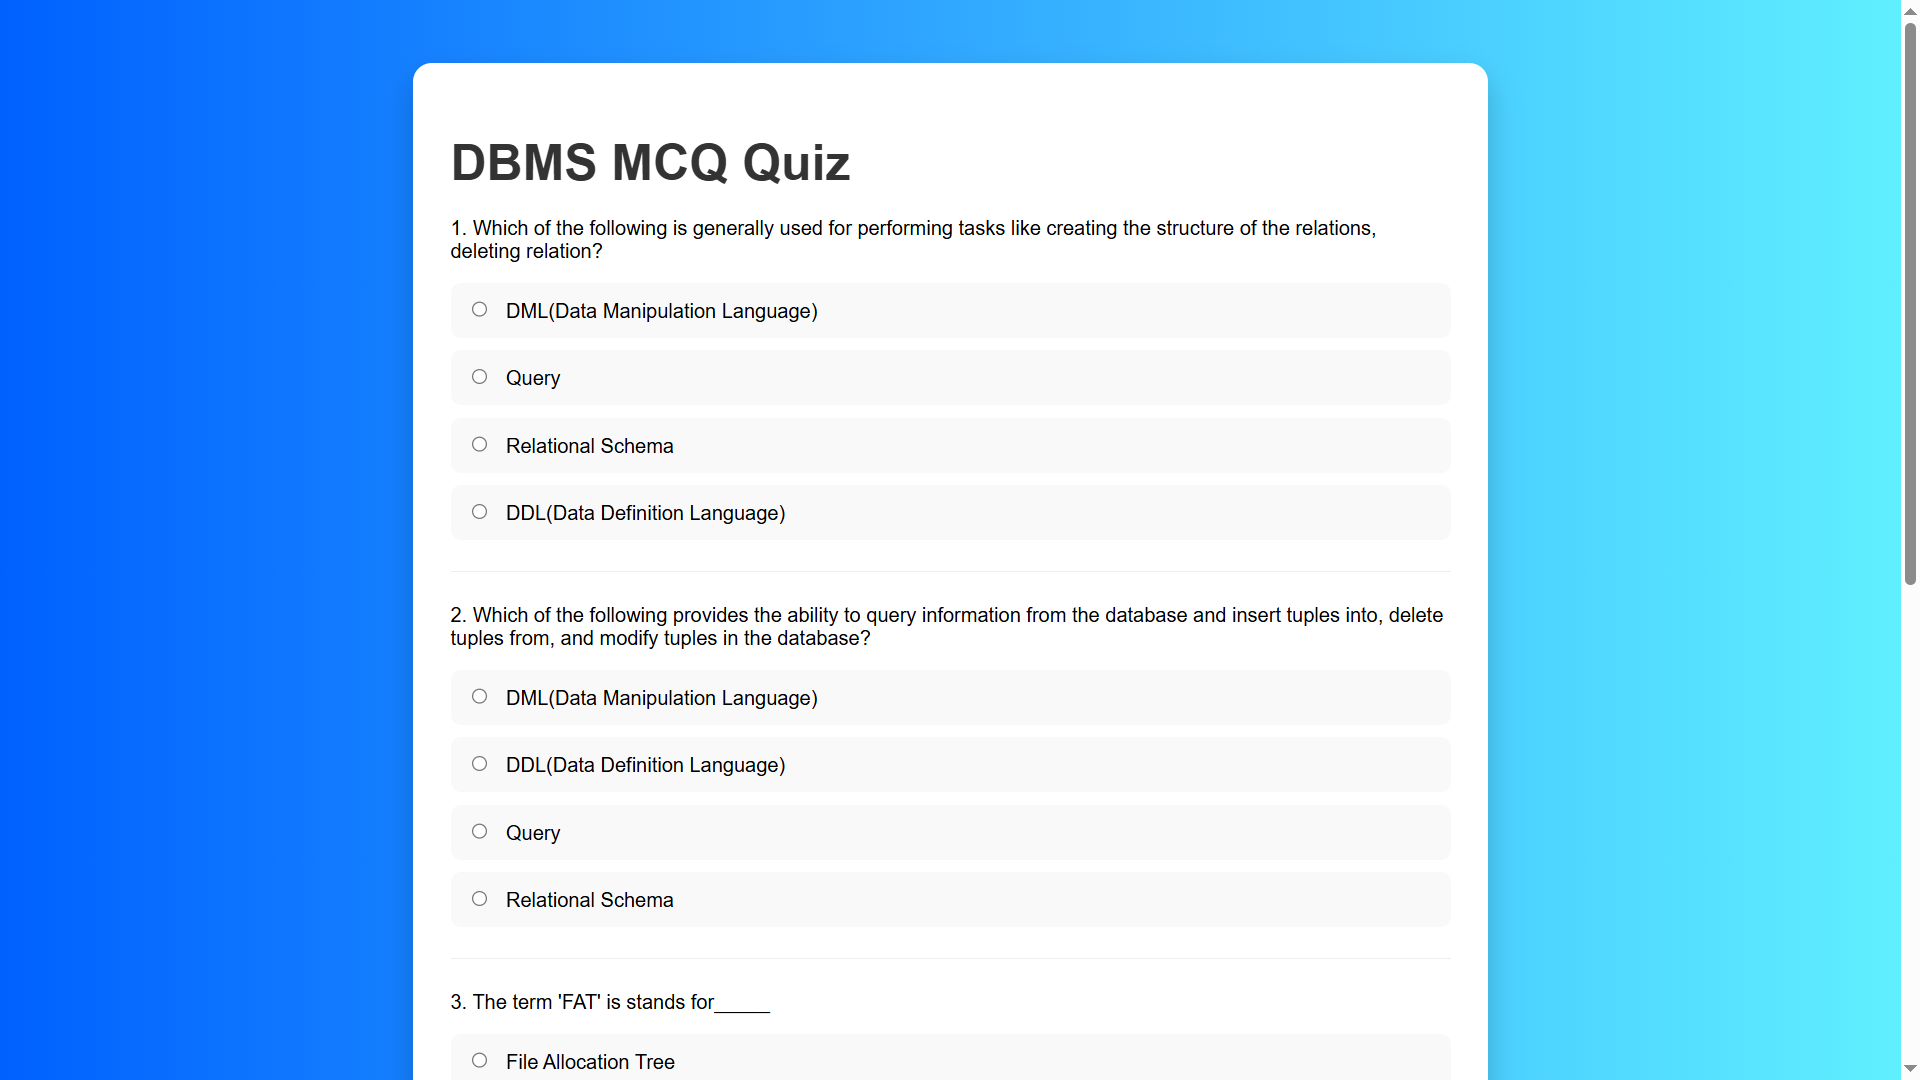 DBMS MCQ Quiz
1. Which of the following is generally used for performing tasks like creating the structure of the relations,
deleting relation?
DML(Data Manipulation Language)
Query
Relational Schema
DDL(Data Definition Language)
2. Which of the following provides the ability to query information from the database and insert tuples into, delete
tuples from, and modify tuples in the database?
DML(Data Manipulation Language)
DDL(Data Definition Language)
Query
Relational Schema
3. The term 'FAT' is stands for_____
File Allocation Tree